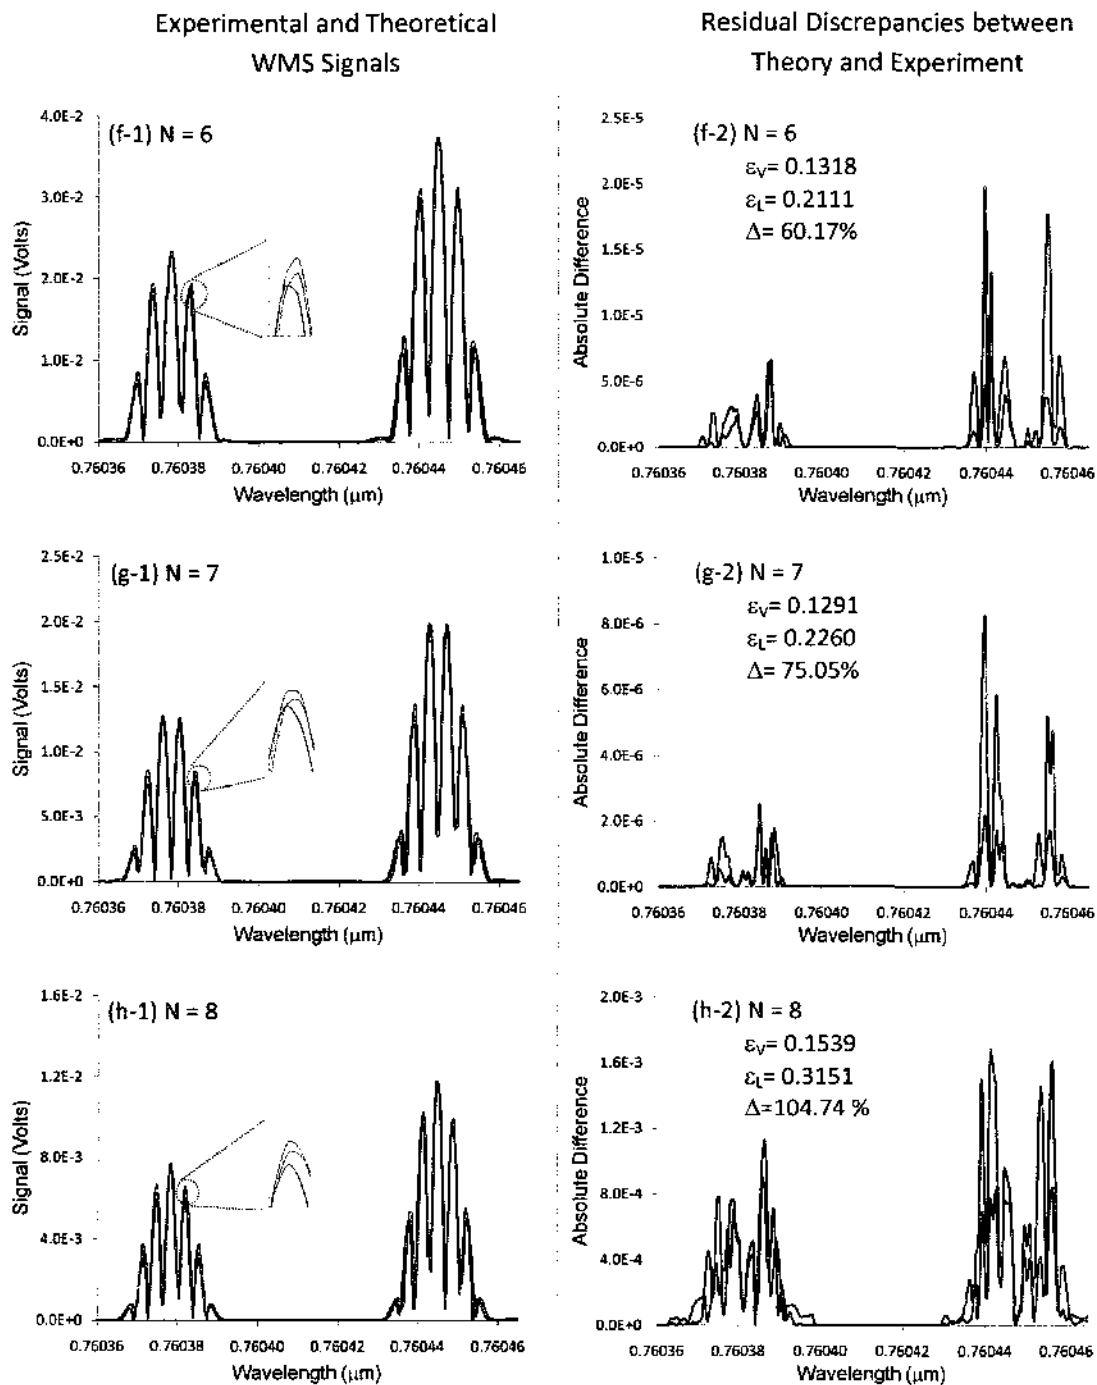 Experimental and Theoretical
WMS Signals
Residual Discrepancies between
Theory and Experiment
(f-1) N = 6
Signal (Volts)
4.0E-2
3.0E-2
2.0E-2
1.0E-2
0.0E+0
0.76036 0.76038 0.76040 0.76042 0.76044 0.76046
Wavelength (μm)
(f-2) N = 6
εV= 0.1318
εL= 0.2111
Δ= 60.17%
Absolute Difference
2.5E-5
2.0E-5
1.5E-5
1.0E-5
5.0E-6
0.0E+0
0.76036 0.76038 0.76040 0.76042 0.76044 0.76046
Wavelength (μm)
(g-1) N = 7
Signal (Volts)
2.5E-2
2.0E-2
1.5E-2
1.0E-2
5.0E-3
0.0E+0
0.76036 0.76038 0.76040 0.76042 0.76044 0.76046
Wavelength (μm)
(g-2) N = 7
εV= 0.1291
εL= 0.2260
Δ= 75.05%
Absolute Difference
1.0E-5
8.0E-6
6.0E-6
4.0E-6
2.0E-6
0.0E+0
0.76036 0.76038 0.76040 0.76042 0.76044 0.76046
Wavelength (μm)
(h-1) N = 8
Signal (Volts)
1.6E-2
1.2E-2
8.0E-3
4.0E-3
0.0E+0
0.76036 0.76038 0.76040 0.76042 0.76044 0.76046
Wavelength (μm)
(h-2) N = 8
εV= 0.1539
εL= 0.3151
Δ=104.74 %
Absolute Difference
2.0E-3
1.6E-3
1.2E-3
8.0E-4
4.0E-4
0.0E+0
0.76036 0.76038 0.76040 0.76042 0.76044 0.76046
Wavelength (μm)